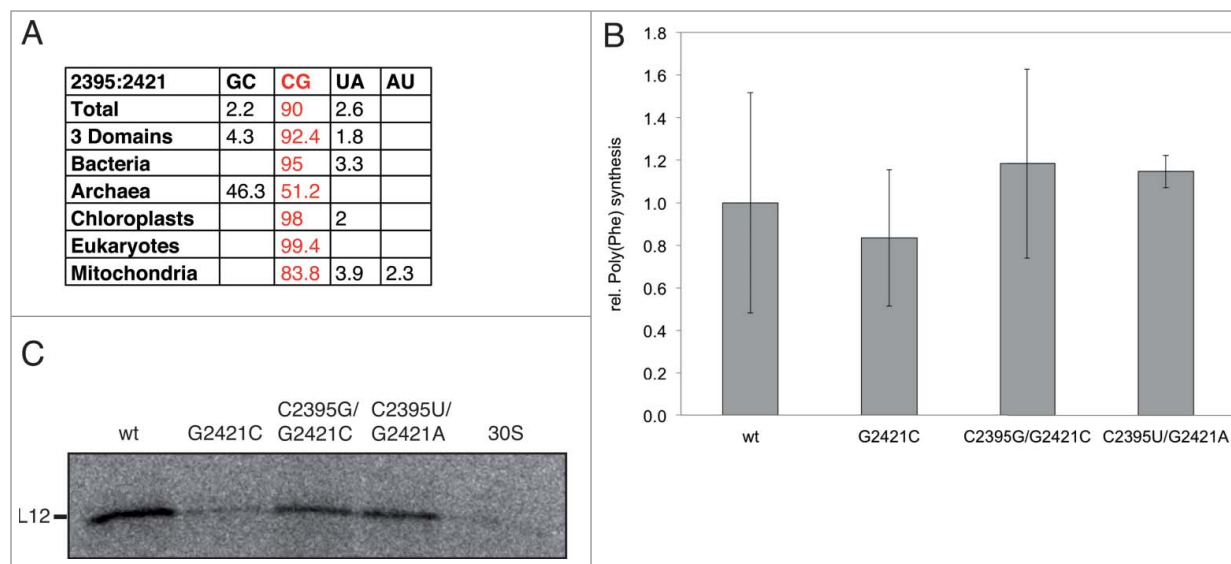 A
2395:2421 GC CG UA AU
Total 2.2 90 2.6
3 Domains 4.3 92.4 1.8
Bacteria 95 3.3
Archaea 46.3 51.2
Chloroplasts 98 2
Eukaryotes 99.4
Mitochondria 83.8 3.9 2.3
B
rel. Poly(Phe) synthesis
1.8
1.6
1.4
1.2
1.0
0.8
0.6
0.4
0.2
0.0
wt G2421C C2395G/G2421C C2395U/G2421A
C
C2395G/ C2395U/
wt G2421C G2421C G2421A 30S
L12